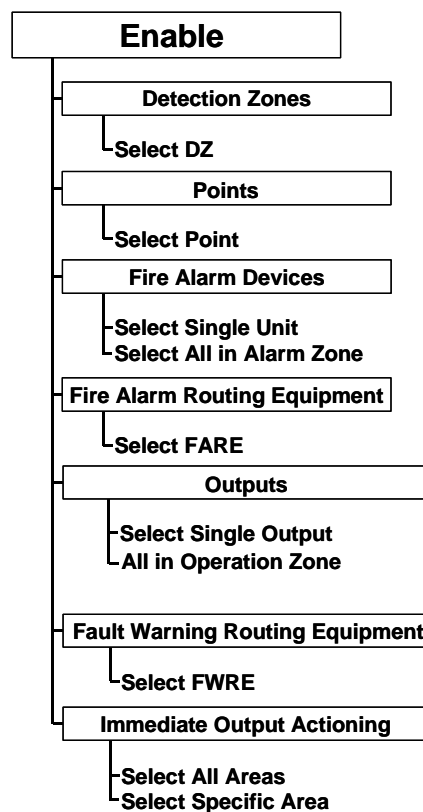 Enable
Detection Zones
Select DZ
Points
Select Point
Fire Alarm Devices
Select Single Unit
Select All in Alarm Zone
Fire Alarm Routing Equipment
Select FARE
Outputs
Select Single Output
All in Operation Zone
Fault Warning Routing Equipment
Select FWRE
Immediate Output Actioning
Select All Areas
Select Specific Area